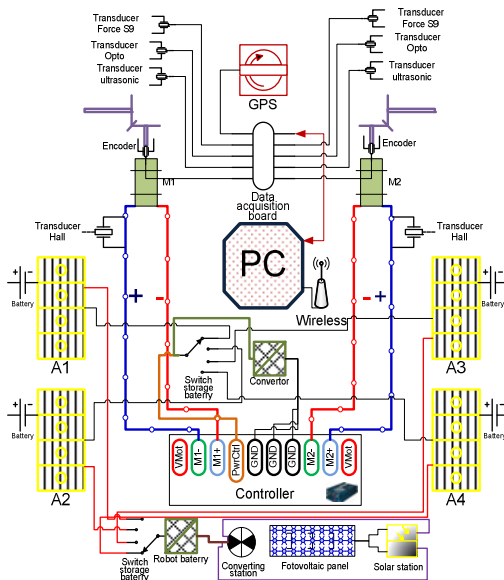 Transducer
Force S9
Transducer
Opto
Transducer
ultrasonic
GPS
Transducer
Force S9
Transducer
Opto
Transducer
ultrasonic
Encoder
Encoder
M1
M2
Data
acquisition
board
Transducer
Hall
Transducer
Hall
PC
Wireless
+
-
-
+
+ -
Battery
A1
+ -
Battery
A3
Switch
storage
baterry
Convertor
+ -
Battery
A2
+ -
Battery
A4
VMot
M1-
M1+
PwrCtrl
GND
GND
GND
M2-
M2+
VMot
Controller
Switch
storage
baterry
Robot baterry
Converting
station
Fotovoltaic panel
Solar station